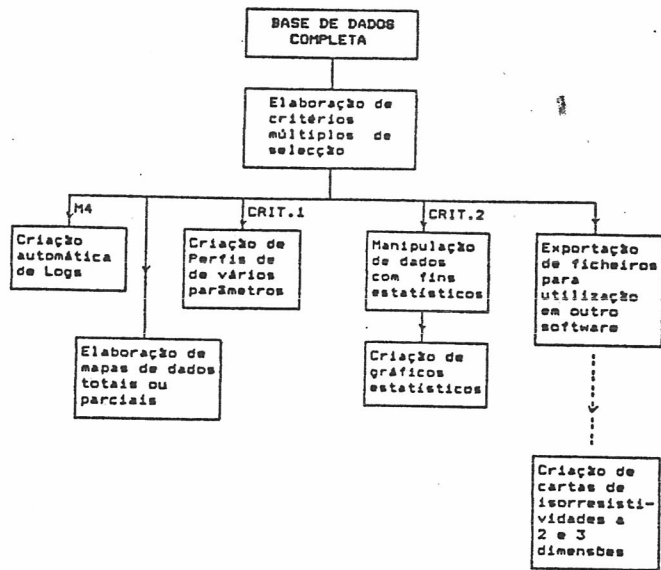 BASE DE DADOS
COMPLETA
Elaboração de
critérios
múltiplos de
selecção
M4
CRIT.1
CRIT.2
Criação
automática
de Logs
Criação de
Perfis de
de vários
parâmetros
Manipulação
de dados
com fins
estatísticos
Exportação
de ficheiros
para
utilização
em outro
software
Elaboração de
mapas de dados
totais ou
parciais
Criação de
gráficos
estatísticos
Criação de
cartas de
isorresisti-
vidades a
2 e 3
dimensões